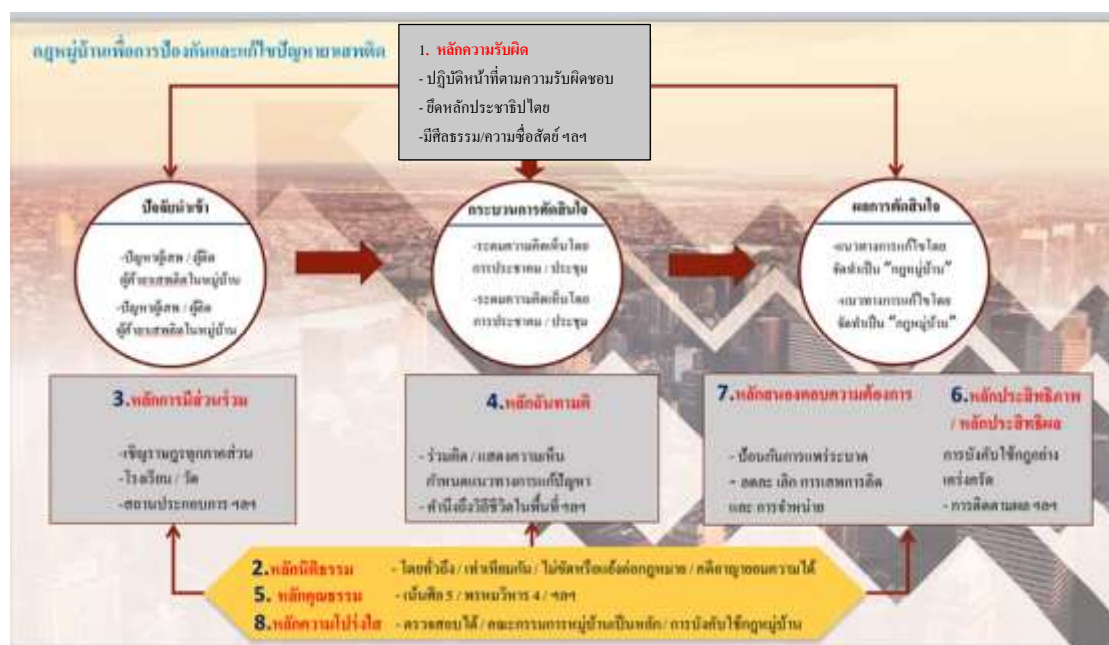 กฎหมู่บ้านเพื่อการป้องกันและแก้ไขปัญหายาเสพติด
1. หลักความรับผิด
- ปฎิบัติหน้าที่ตามความรับผิดชอบ
- ยึดหลักประชาธิปไตย
-มีศีลธรรม/ความซื่อสัตย์ ฯลฯ
ปัจจัยนำเข้า
-ปัญหาผู้เสพ / ผู้ติด
ผู้ค้ายาเสพติดในหมู่บ้าน
-ปัญหาผู้เสพ / ผู้ติด
ผู้ค้ายาเสพติดในหมู่บ้าน
กระบวนการตัดสินใจ
-ระดมความคิดเห็นโดย
การประชาคม / ประชุม
-ระดมความคิดเห็นโดย
การประชาคม / ประชุม
ผลการตัดสินใจ
-แนวทางการแก้ไขโดย
จัดทำเป็น "กฎหมู่บ้าน"
-แนวทางการแก้ไขโดย
จัดทำเป็น "กฎหมู่บ้าน"
3.หลักการมีส่วนร่วม
-เชิญราษฎรทุกภาคส่วน
-โรงเรียน / วัด
-สถานประกอบการ ฯลฯ
4.หลักฉันทามติ
- ร่วมคิด / แสดงความเห็น
กำหนดแนวทางการแก้ปัญหา
- คำนึงถึงวิถีชีวิตในพื้นที่ ฯลฯ
7.หลักสนองตอบความต้องการ
- ป้องกันการแพร่ระบาด
- ลดละ เลิก การเสพการติด
และ การจำหน่าย
6.หลักประสิทธิภาพ
/ หลักประสิทธิผล
การบังคับใช้กฎอย่าง
เคร่งครัด
- การติดตามผล ฯลฯ
2.หลักนิติธรรม - โดยทั่วถึง / เท่าเทียมกัน / ไม่ขัดหรือแย้งต่อกฎหมาย / คดีอาญายอมความได้
5. หลักคุณธรรม - เน้นศีล 5 / พรหมวิหาร 4 / ฯลฯ
8.หลักความโปร่งใส - ตรวจสอบได้ / คณะกรรมการหมู่บ้านเป็นหลัก / การบังคับใช้กฎหมู่บ้าน